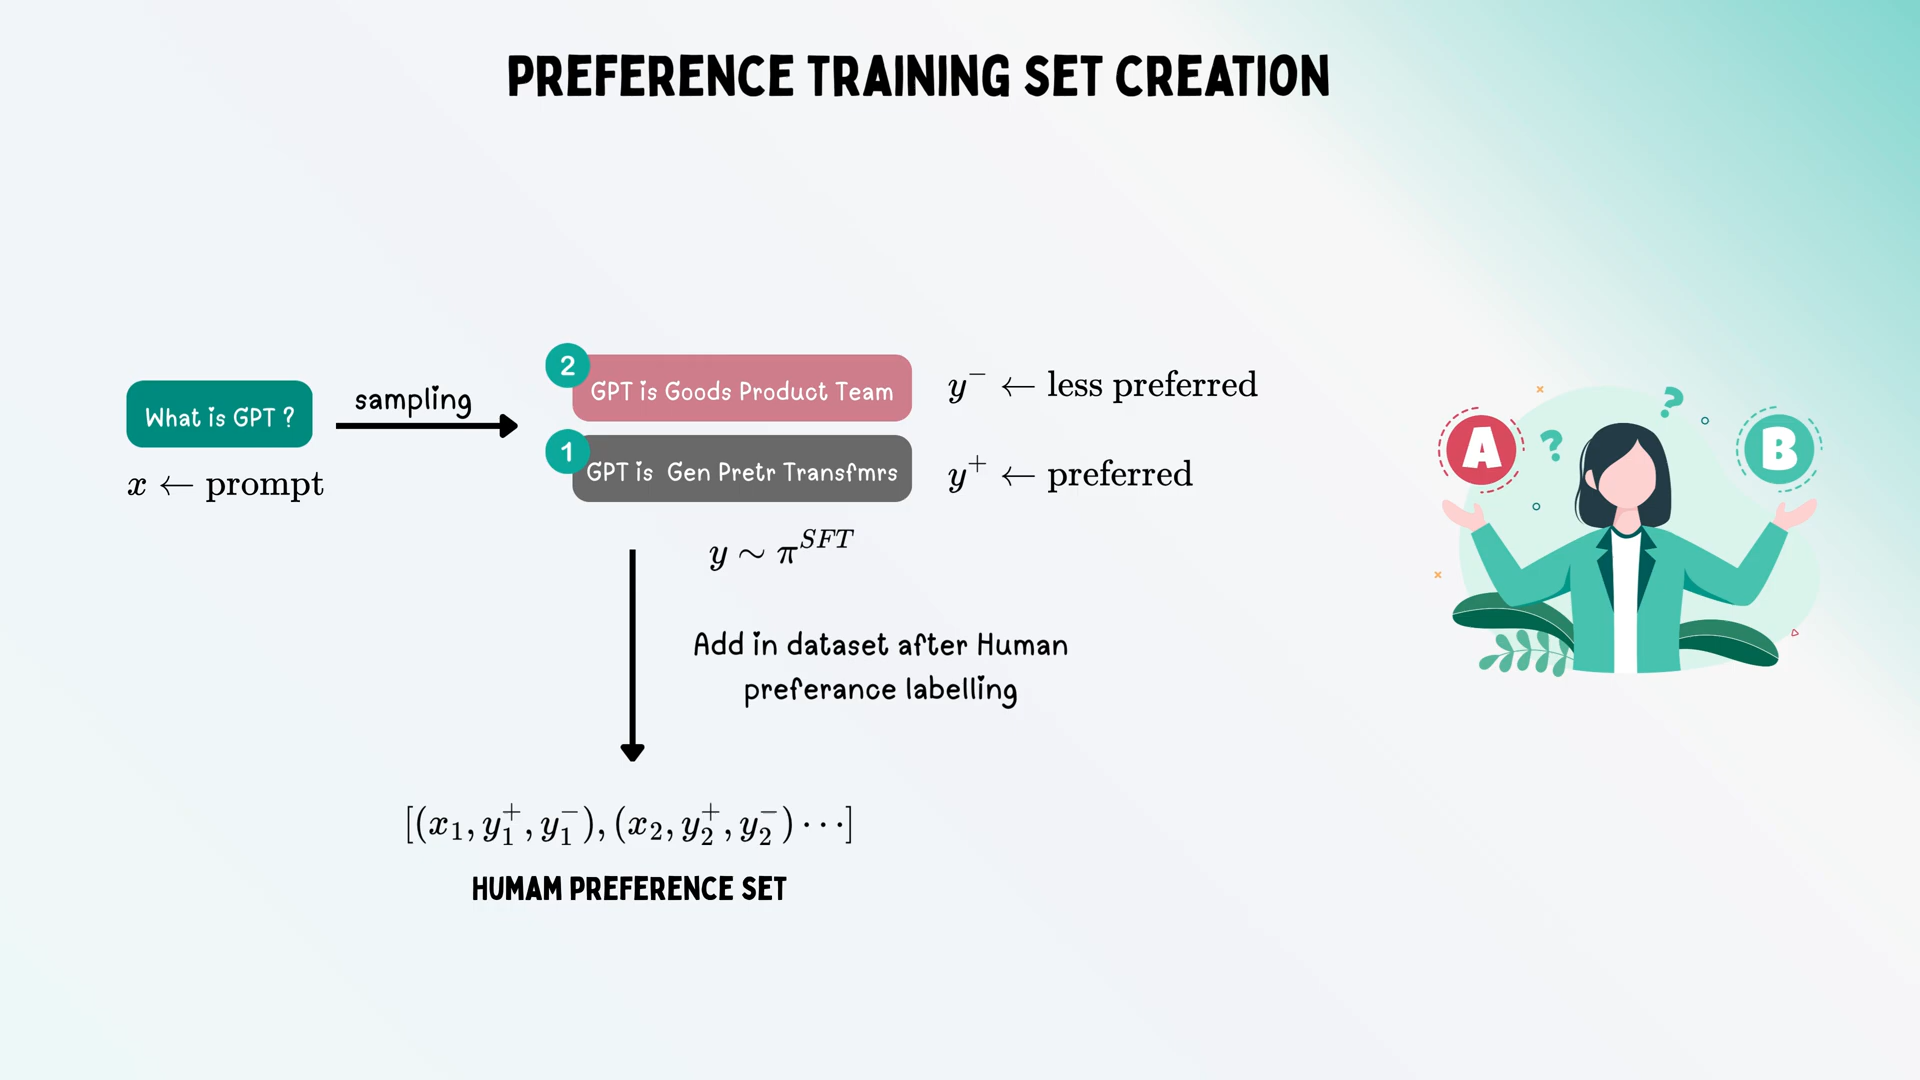 PREFERENCE TRAINING SET CREATION
What is GPT ?
x ← prompt
sampling
2
GPT is Goods Product Team
y⁻ ← less preferred
1
GPT is Gen Pretr Transfmrs
y⁺ ← preferred
y ∼ π^{SFT}
Add in dataset after Human
preferance labelling
[(x₁, y₁⁺, y₁⁻), (x₂, y₂⁺, y₂⁻) ⋯]
HUMAM PREFERENCE SET
A
?
?
B